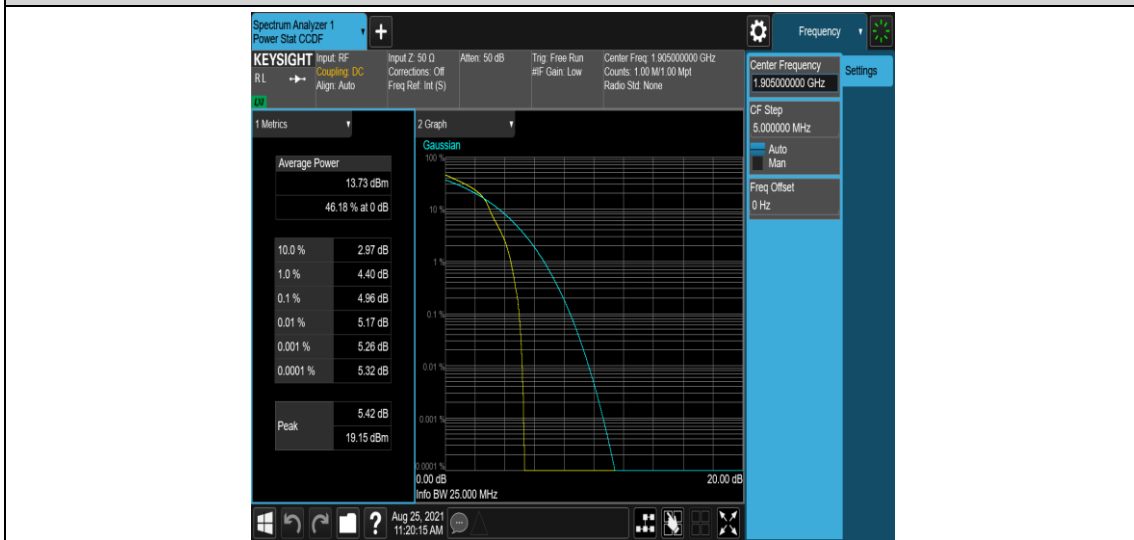 Spectrum Analyzer 1
Power Stat CCDF
+
Frequency
KEYSIGHT
RL
LXI
Input: RF
Coupling: DC
Align: Auto
Input Z: 50 Ω
Corrections: Off
Freq Ref: Int (S)
Atten: 50 dB
Trig: Free Run
#IF Gain: Low
Center Freq: 1.905000000 GHz
Counts: 1.00 M/1.00 Mpt
Radio Std: None
Center Frequency
1.905000000 GHz
Settings
CF Step
5.000000 MHz
Auto
Man
Freq Offset
0 Hz
1 Metrics
Average Power
13.73 dBm
46.18 % at 0 dB
10.0 % 2.97 dB
1.0 % 4.40 dB
0.1 % 4.96 dB
0.01 % 5.17 dB
0.001 % 5.26 dB
0.0001 % 5.32 dB
Peak
5.42 dB
19.15 dBm
2 Graph
Gaussian
100 %
10 %
1 %
0.1 %
0.01 %
0.001 %
0.0001 %
0.00 dB 20.00 dB
Info BW 25.000 MHz
?
Aug 25, 2021
11:20:15 AM